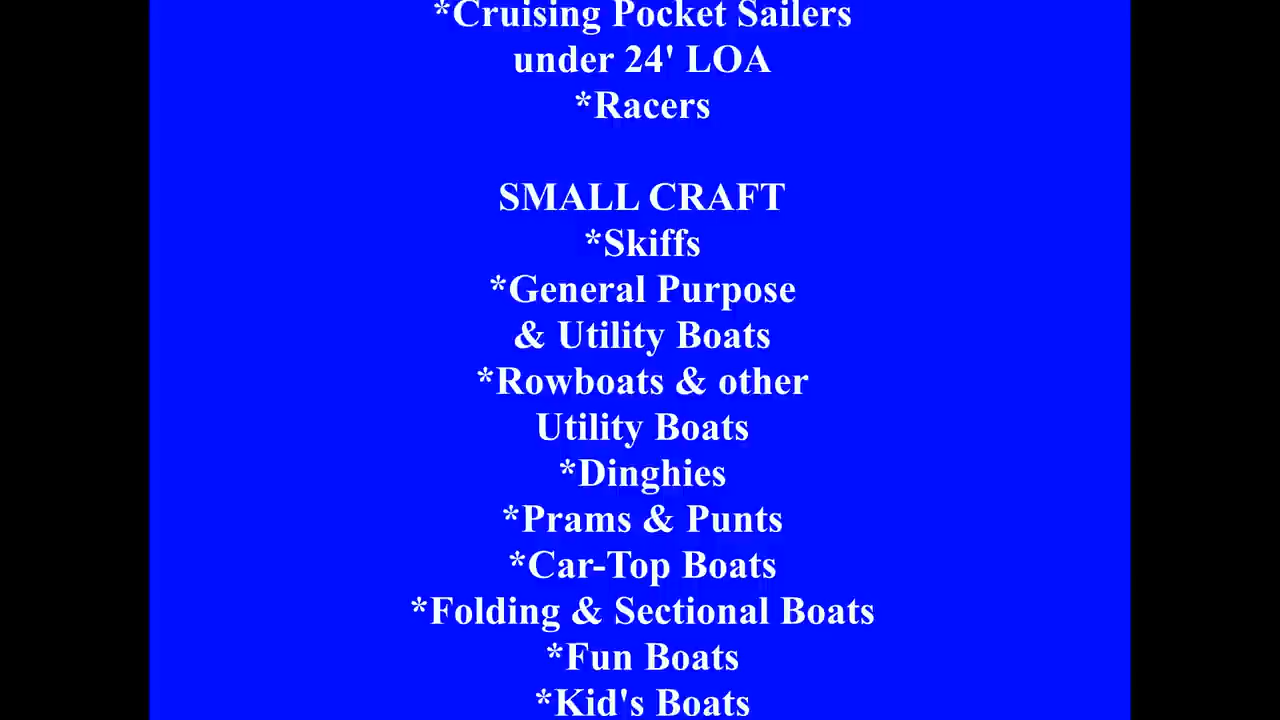 *Cruising Pocket Sailers
under 24' LOA
*Racers
SMALL CRAFT
*Skiffs
*General Purpose
& Utility Boats
*Rowboats & other
Utility Boats
*Dinghies
*Prams & Punts
*Car-Top Boats
*Folding & Sectional Boats
*Fun Boats
*Kid's Boats